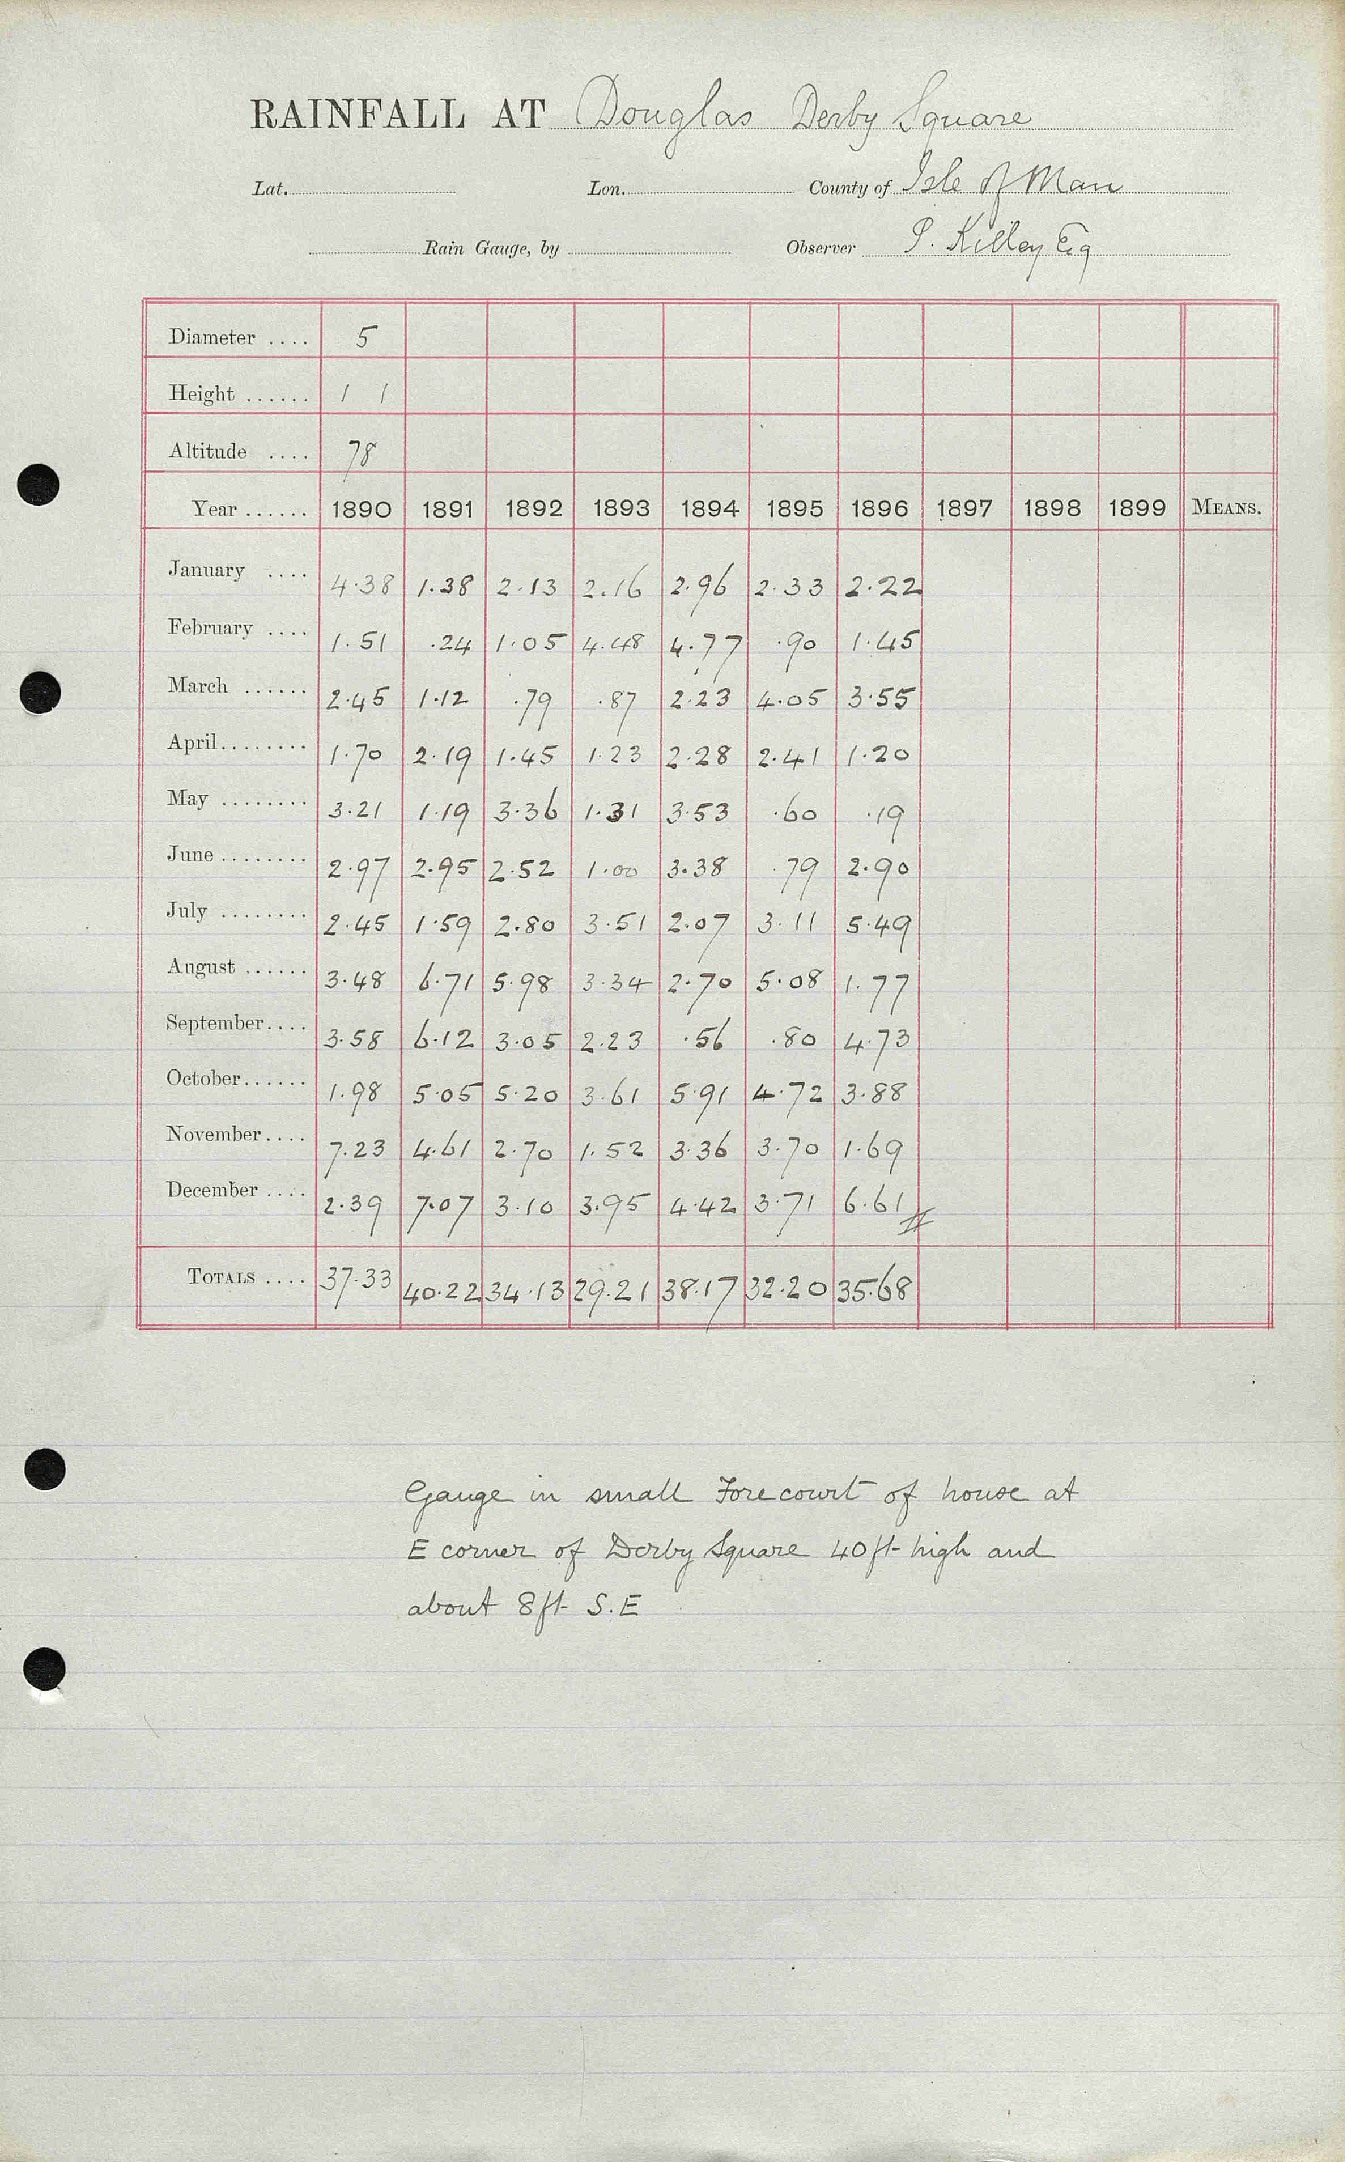 RAINFALL AT Douglas Derby Square
Lat. Lon. County of Isle of Man
Rain Gauge, by Observer P. Killey Esq
Diameter .... 5
Height ...... 1 1
Altitude .... 78
Year ...... 1890 1891 1892 1893 1894 1895 1896 1897 1898 1899 MEANS.
January .... 4.38 1.38 2.13 2.16 2.96 2.33 2.22
February .... 1.51 .24 1.05 4.48 4.77 .90 1.45
March ...... 2.45 1.12 .79 .87 2.23 4.05 3.55
April........ 1.70 2.19 1.45 1.23 2.28 2.41 1.20
May ........ 3.21 1.19 3.36 1.31 3.53 .60 .19
June ........ 2.97 2.95 2.52 1.00 3.38 .79 2.90
July ........ 2.45 1.59 2.80 3.51 2.07 3.11 5.49
August ...... 3.48 6.71 5.98 3.34 2.70 5.08 1.77
September.... 3.58 6.12 3.05 2.23 .56 .80 4.73
October...... 1.98 5.05 5.20 3.61 5.91 4.72 3.88
November.... 7.23 4.61 2.70 1.52 3.36 3.70 1.69
December .... 2.39 7.07 3.10 3.95 4.42 3.71 6.61
TOTALS .... 37.33 40.22 34.13 29.21 38.17 32.20 35.68
Gauge in small Forecourt of house at
E corner of Derby Square 40ft high and
about 8ft S.E